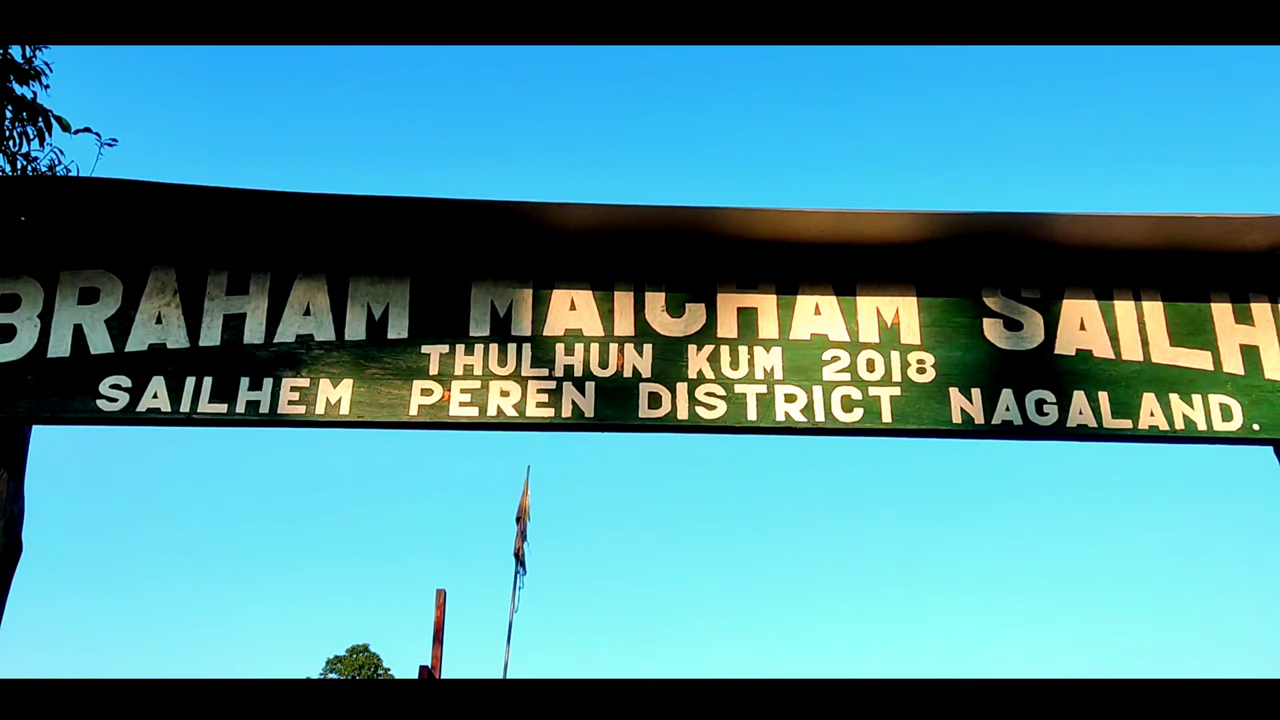 BRAHAM MAICHAM SAILH
THULHUN KUM 2018
SAILHEM PEREN DISTRICT NAGALAND.